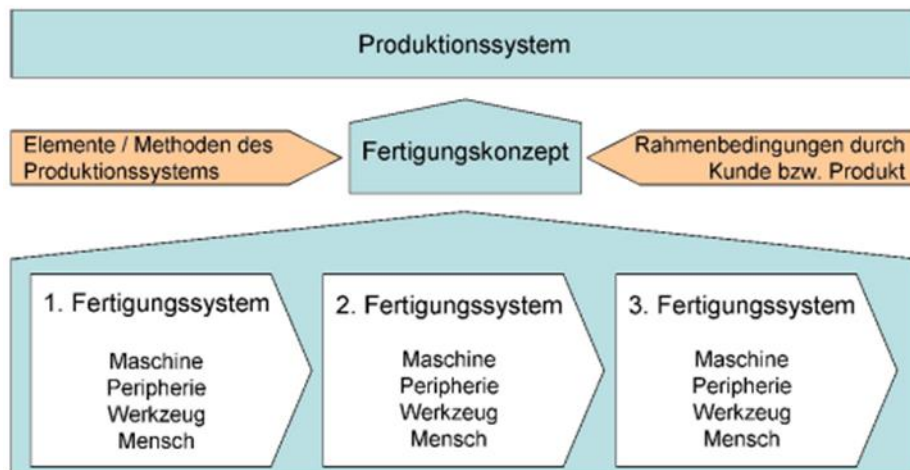 Produktionssystem
Elemente / Methoden des
Produktionssystems
Fertigungskonzept
Rahmenbedingungen durch
Kunde bzw. Produkt
1. Fertigungssystem
Maschine
Peripherie
Werkzeug
Mensch
2. Fertigungssystem
Maschine
Peripherie
Werkzeug
Mensch
3. Fertigungssystem
Maschine
Peripherie
Werkzeug
Mensch